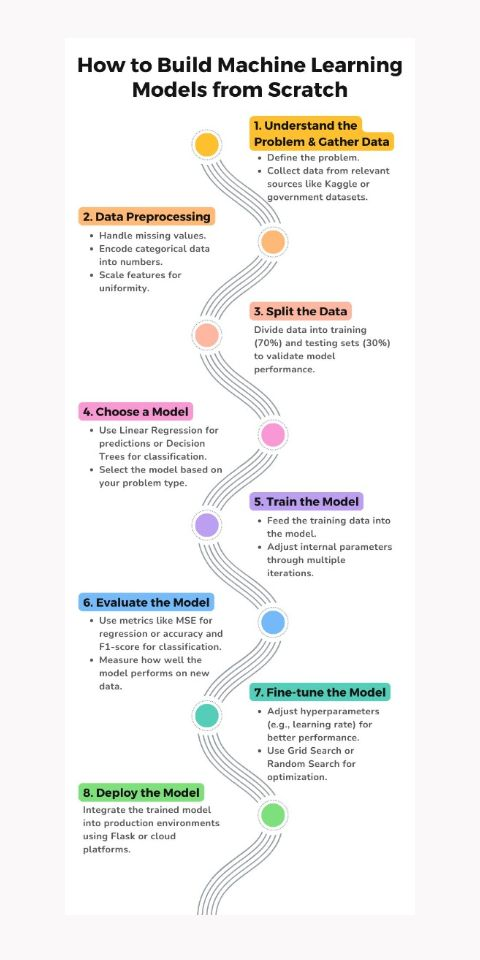 How to Build Machine Learning
Models from Scratch
1. Understand the
Problem & Gather Data
• Define the problem.
• Collect data from relevant
sources like Kaggle or
government datasets.
2. Data Preprocessing
• Handle missing values.
• Encode categorical data
into numbers.
• Scale features for
uniformity.
3. Split the Data
Divide data into training
(70%) and testing sets (30%)
to validate model
performance.
4. Choose a Model
• Use Linear Regression for
predictions or Decision
Trees for classification.
• Select the model based on
your problem type.
5. Train the Model
• Feed the training data into
the model.
• Adjust internal parameters
through multiple
iterations.
6. Evaluate the Model
• Use metrics like MSE for
regression or accuracy and
F1-score for classification.
• Measure how well the
model performs on new
data.
7. Fine-tune the Model
• Adjust hyperparameters
(e.g., learning rate) for
better performance.
• Use Grid Search or
Random Search for
optimization.
8. Deploy the Model
Integrate the trained model
into production environments
using Flask or cloud
platforms.